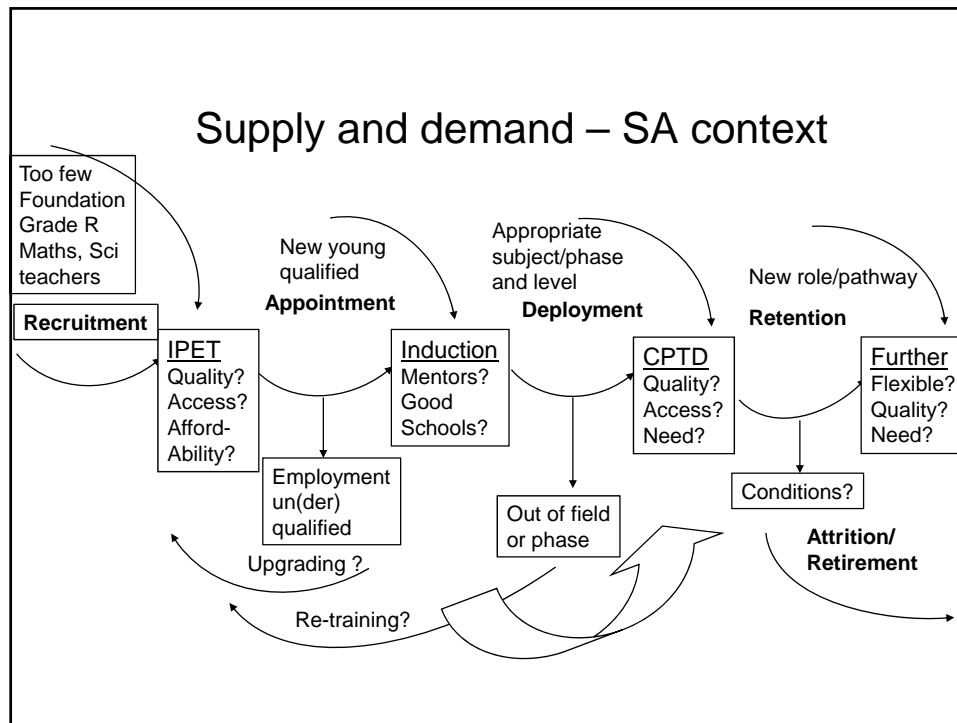 Supply and demand – SA context
Too few
Foundation
Grade R
Maths, Sci
teachers
Recruitment
IPET
Quality?
Access?
Afford-
Ability?
New young
qualified
Appointment
Employment
un(der)
qualified
Induction
Mentors?
Good
Schools?
Appropriate
subject/phase
and level
Deployment
Out of field
or phase
CPTD
Quality?
Access?
Need?
New role/pathway
Retention
Conditions?
Further
Flexible?
Quality?
Need?
Attrition/
Retirement
Upgrading ?
Re-training?